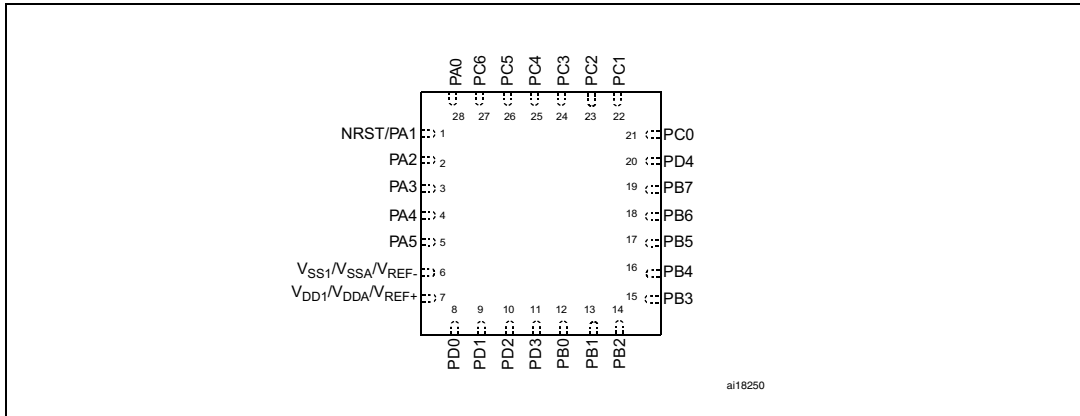 PA0 PC6 PC5 PC4 PC3 PC2 PC1
28 27 26 25 24 23 22
NRST/PA1 1 21 PC0
PA2 2 20 PD4
PA3 3 19 PB7
PA4 4 18 PB6
PA5 5 17 PB5
VSS1/VSSA/VREF- 6 16 PB4
VDD1/VDDA/VREF+ 7 15 PB3
8 9 10 11 12 13 14
PD0 PD1 PD2 PD3 PB0 PB1 PB2
ai18250